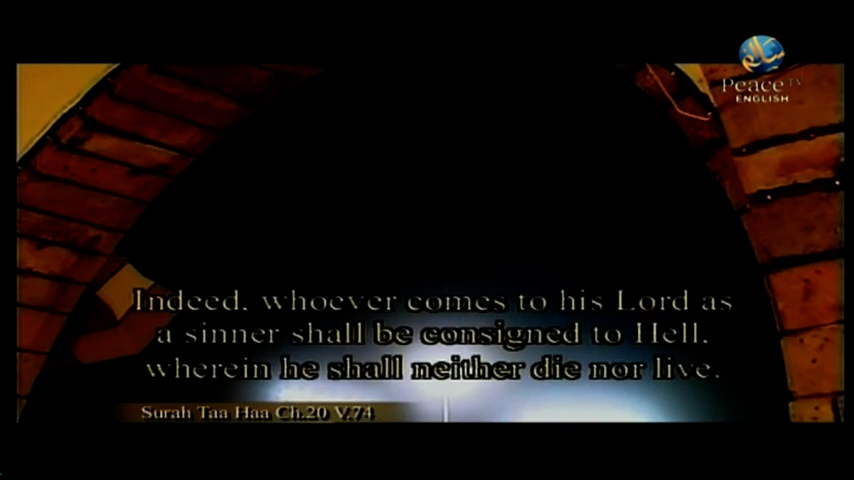 سلام
Peace TV
ENGLISH
Indeed, whoever comes to his Lord as
a sinner shall be consigned to Hell,
wherein he shall neither die nor live.
Surah Taa Haa Ch.20 V.74